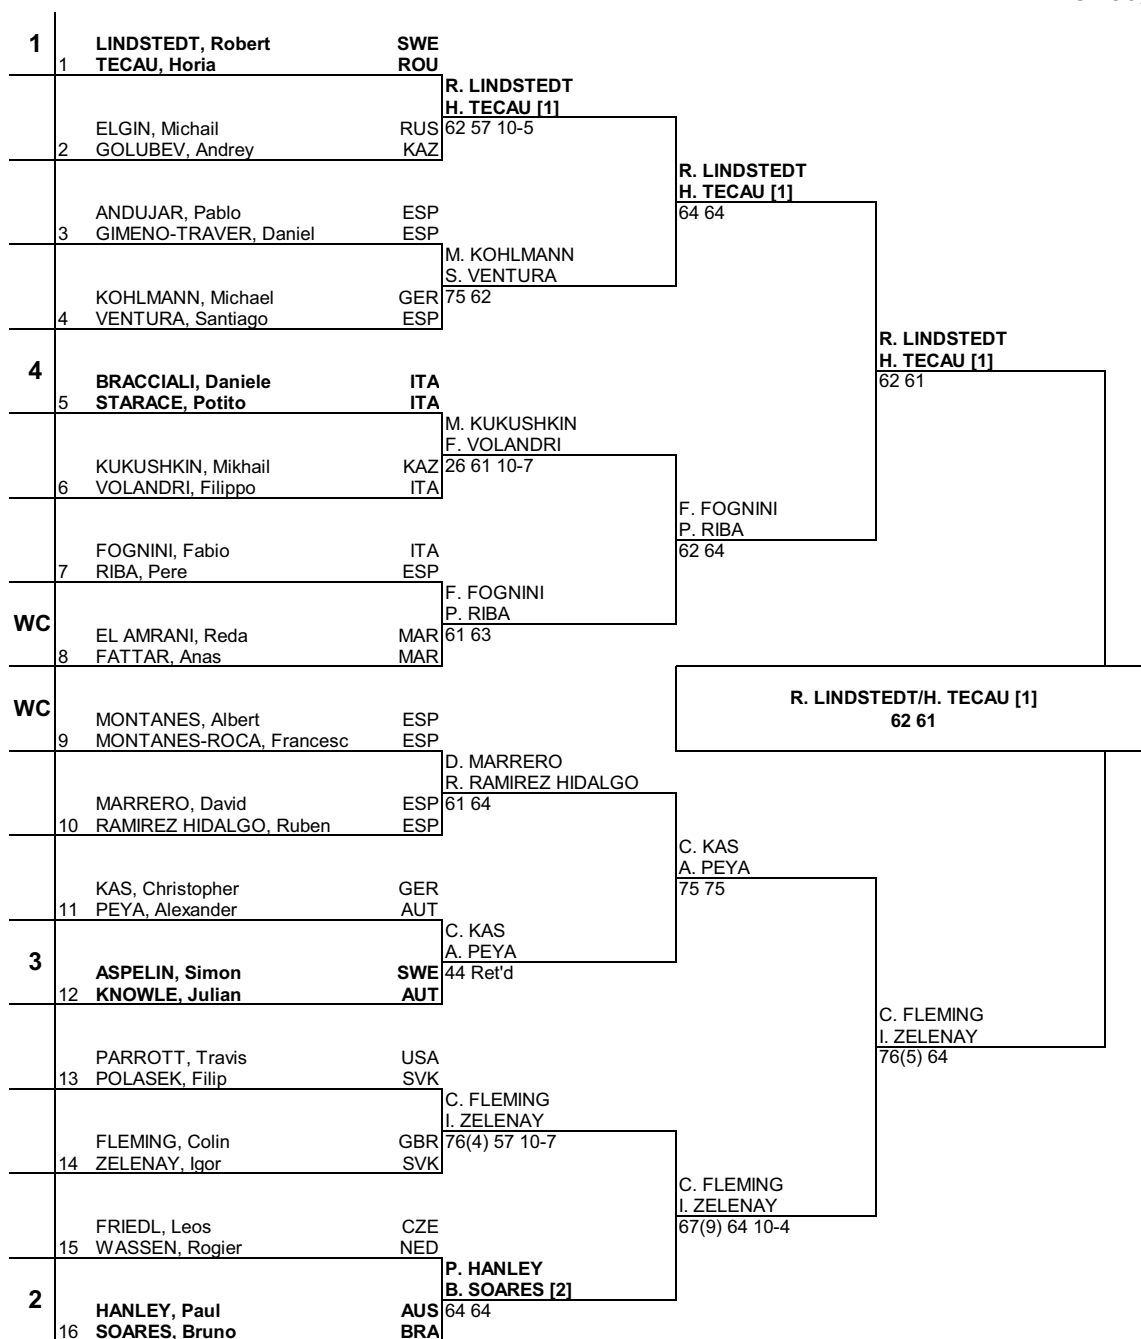 1
LINDSTEDT, Robert SWE
1 TECAU, Horia ROU
R. LINDSTEDT
H. TECAU [1]
ELGIN, Michail RUS 62 57 10-5
2 GOLUBEV, Andrey KAZ
R. LINDSTEDT
H. TECAU [1]
ANDUJAR, Pablo ESP 64 64
3 GIMENO-TRAVER, Daniel ESP
M. KOHLMANN
S. VENTURA
KOHLMANN, Michael GER 75 62
4 VENTURA, Santiago ESP
R. LINDSTEDT
4 H. TECAU [1]
BRACCIALI, Daniele ITA 62 61
5 STARACE, Potito ITA
M. KUKUSHKIN
F. VOLANDRI
KUKUSHKIN, Mikhail KAZ 26 61 10-7
6 VOLANDRI, Filippo ITA
F. FOGNINI
P. RIBA
FOGNINI, Fabio ITA 62 64
7 RIBA, Pere ESP
F. FOGNINI
WC P. RIBA
EL AMRANI, Reda MAR 61 63
8 FATTAR, Anas MAR
R. LINDSTEDT/H. TECAU [1]
WC
MONTANES, Albert ESP 62 61
9 MONTANES-ROCA, Francesc ESP
D. MARRERO
R. RAMIREZ HIDALGO
MARRERO, David ESP 61 64
10 RAMIREZ HIDALGO, Ruben ESP
C. KAS
A. PEYA
KAS, Christopher GER 75 75
11 PEYA, Alexander AUT
C. KAS
3 A. PEYA
ASPELIN, Simon SWE 44 Ret'd
12 KNOWLE, Julian AUT
C. FLEMING
I. ZELENAY
PARROTT, Travis USA 76(5) 64
13 POLASEK, Filip SVK
C. FLEMING
I. ZELENAY
FLEMING, Colin GBR 76(4) 57 10-7
14 ZELENAY, Igor SVK
C. FLEMING
I. ZELENAY
FRIEDL, Leos CZE 67(9) 64 10-4
15 WASSEN, Rogier NED
P. HANLEY
2 B. SOARES [2]
HANLEY, Paul AUS 64 64
16 SOARES, Bruno BRA